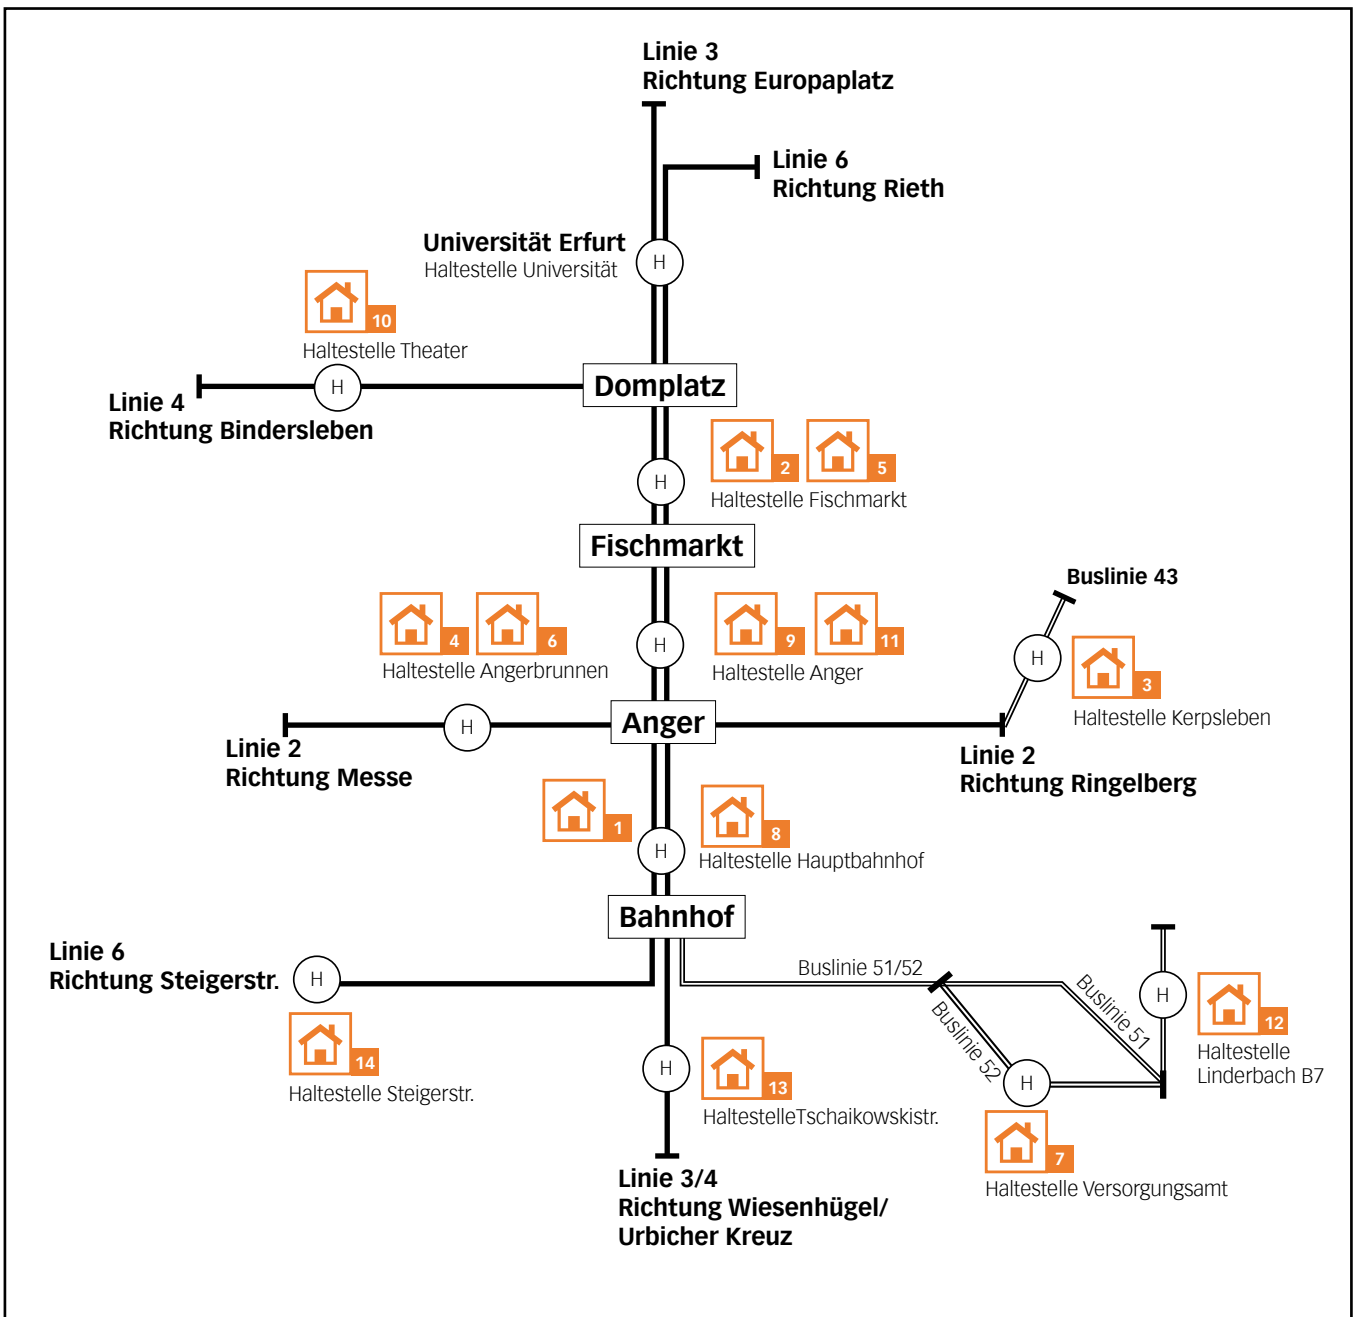 Linie 3
Richtung Europaplatz
Linie 6
Richtung Rieth
Universität Erfurt
Haltestelle Universität
H
10
Haltestelle Theater
H
Domplatz
Linie 4
Richtung Bindersleben
2
5
Haltestelle Fischmarkt
H
Fischmarkt
Buslinie 43
4
6
Haltestelle Angerbrunnen
H
9
11
Haltestelle Anger
H
3
Haltestelle Kerpsleben
H
Anger
Linie 2
Richtung Messe
Linie 2
Richtung Ringelberg
1
H
8
Haltestelle Hauptbahnhof
Bahnhof
Linie 6
Richtung Steigerstr.
H
14
Haltestelle Steigerstr.
Buslinie 51/52
Buslinie 51
Buslinie 52
H
12
Haltestelle
Linderbach B7
H
13
HaltestelleTschaikowskistr.
H
7
Haltestelle Versorgungsamt
Linie 3/4
Richtung Wiesenhügel/
Urbicher Kreuz